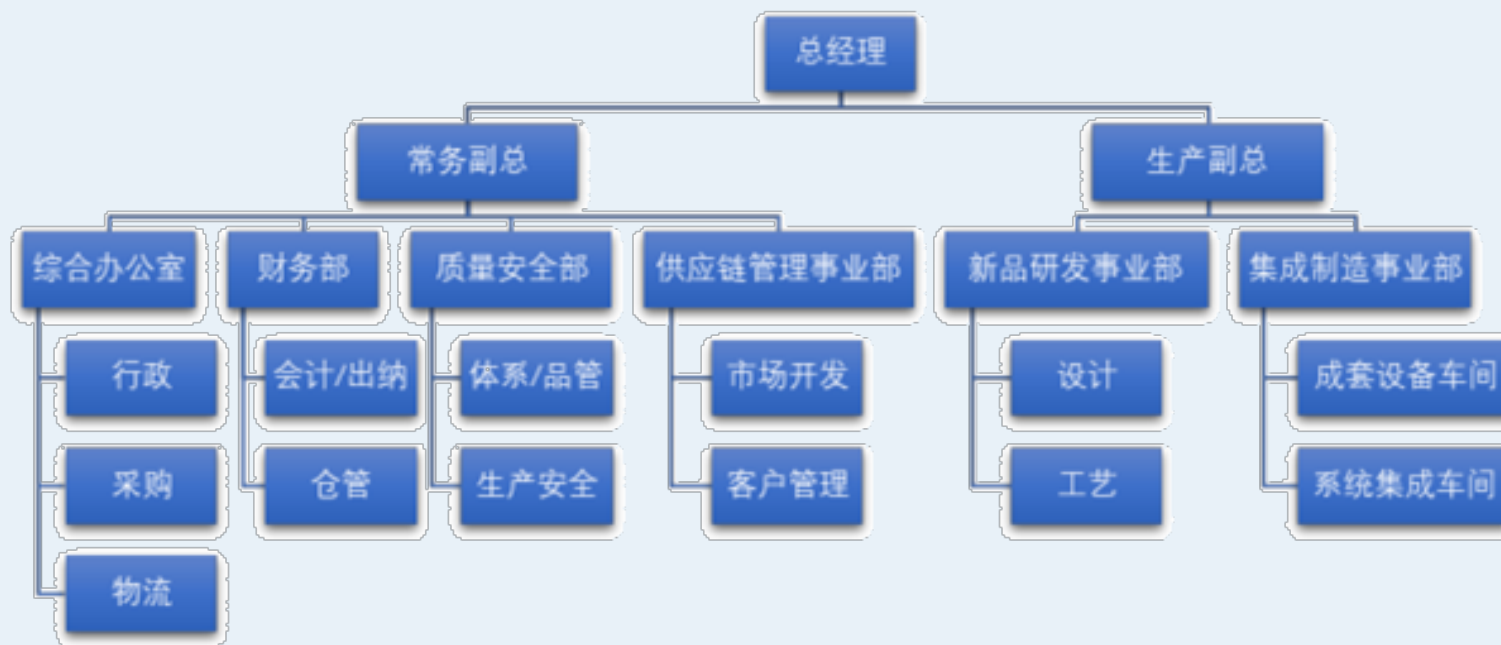 总经理
常务副总
生产副总
综合办公室
财务部
质量安全部
供应链管理事业部
新品研发事业部
集成制造事业部
行政
会计/出纳
体系/品管
市场开发
设计
成套设备车间
采购
仓管
生产安全
客户管理
工艺
系统集成车间
物流